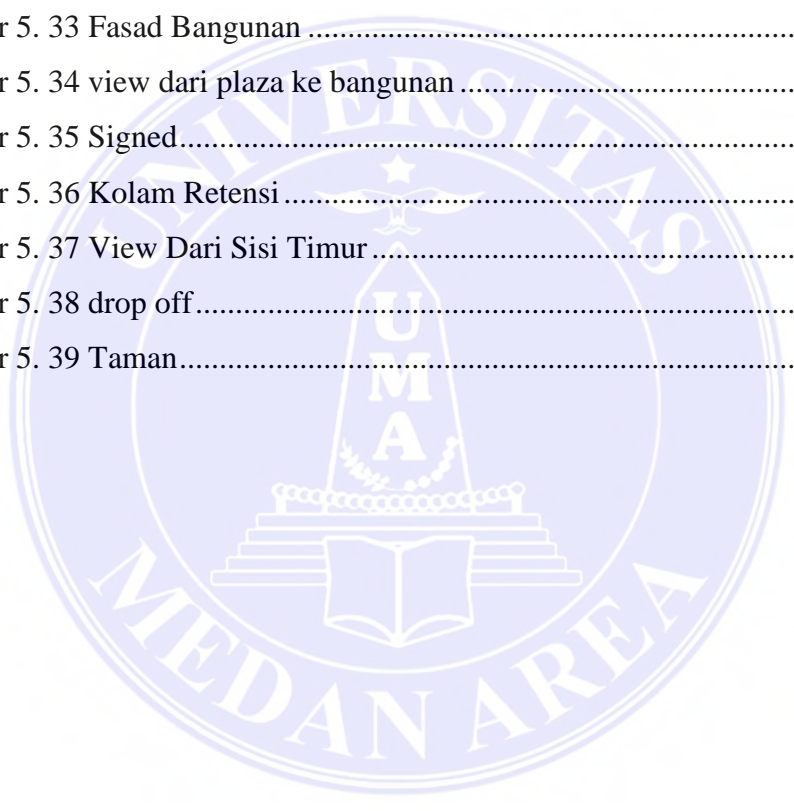 r 5. 33 Fasad Bangunan ................................................................
r 5. 34 view dari plaza ke bangunan ............................................
r 5. 35 Signed................................................................................
r 5. 36 Kolam Retensi ...................................................................
r 5. 37 View Dari Sisi Timur ........................................................
r 5. 38 drop off..............................................................................
r 5. 39 Taman................................................................................
UNIVERSITAS
UMA
MEDAN AREA